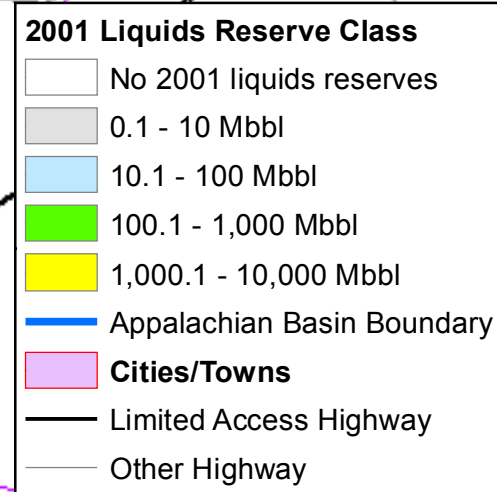 2001 Liquids Reserve Class
No 2001 liquids reserves
0.1 - 10 Mbbl
10.1 - 100 Mbbl
100.1 - 1,000 Mbbl
1,000.1 - 10,000 Mbbl
Appalachian Basin Boundary
Cities/Towns
Limited Access Highway
Other Highway